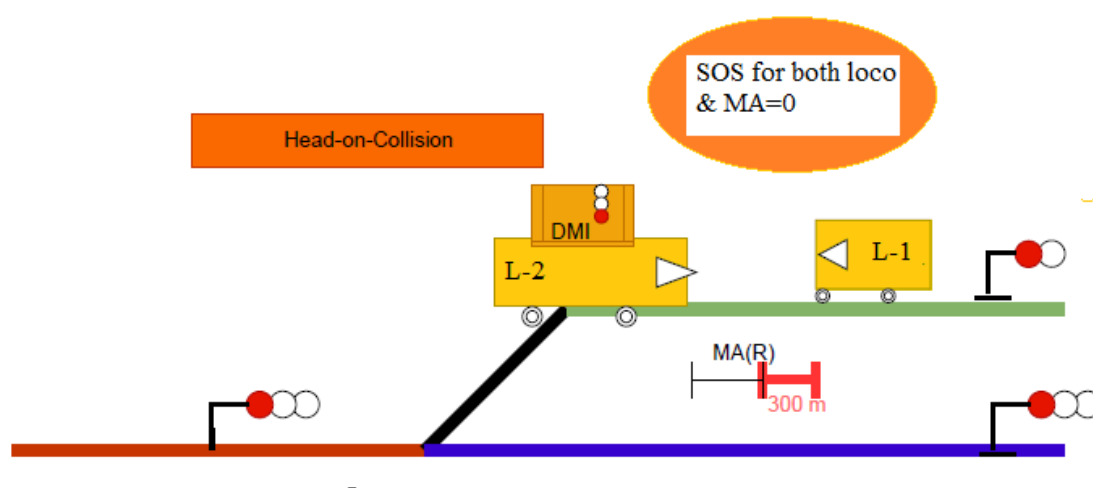 SOS for both loco
& MA=0
Head-on-Collision
DMI
L-2
L-1
MA(R)
300 m